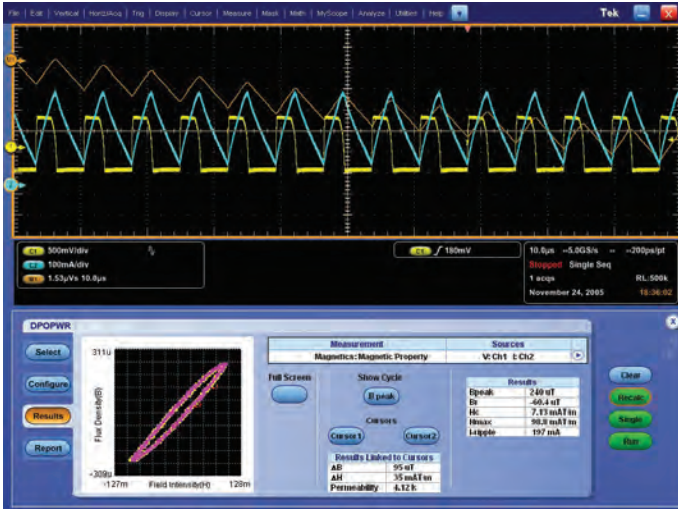 File | Edit | Vertical | Horiz/Acq | Trig | Display | Cursor | Measure | Mask | Math | MyScope | Analyze | Utilities | Help
Tek
C1 500mV/div
C2 100mA/div
M1 1.53µVs 10.0µs
C1 180mV
10.0µs 5.0GS/s 200ps/pt
Stopped Single Seq
1 acqs RL:500k
November 24, 2005 18:36:02
DPOPWR
Select
Configure
Results
Report
311u
Flux Density(B)
-309u
-127m Field Intensity(H) 128m
Measurement Sources
Magnetics: Magnetic Property V: Ch1 I: Ch2
Full Screen
Show Cycle
B peak
Cursors
Cursor1 Cursor2
Results Linked to Cursors
ΔB 95 uT
ΔH 35 mAT/m
Permeability 4.12 k
Results
Bpeak 240 uT
Br -60.4 uT
Hc 7.13 mAT/m
Hmax 98.8 mAT/m
I-ripple 197 mA
Clear
Recalc
Single
Run